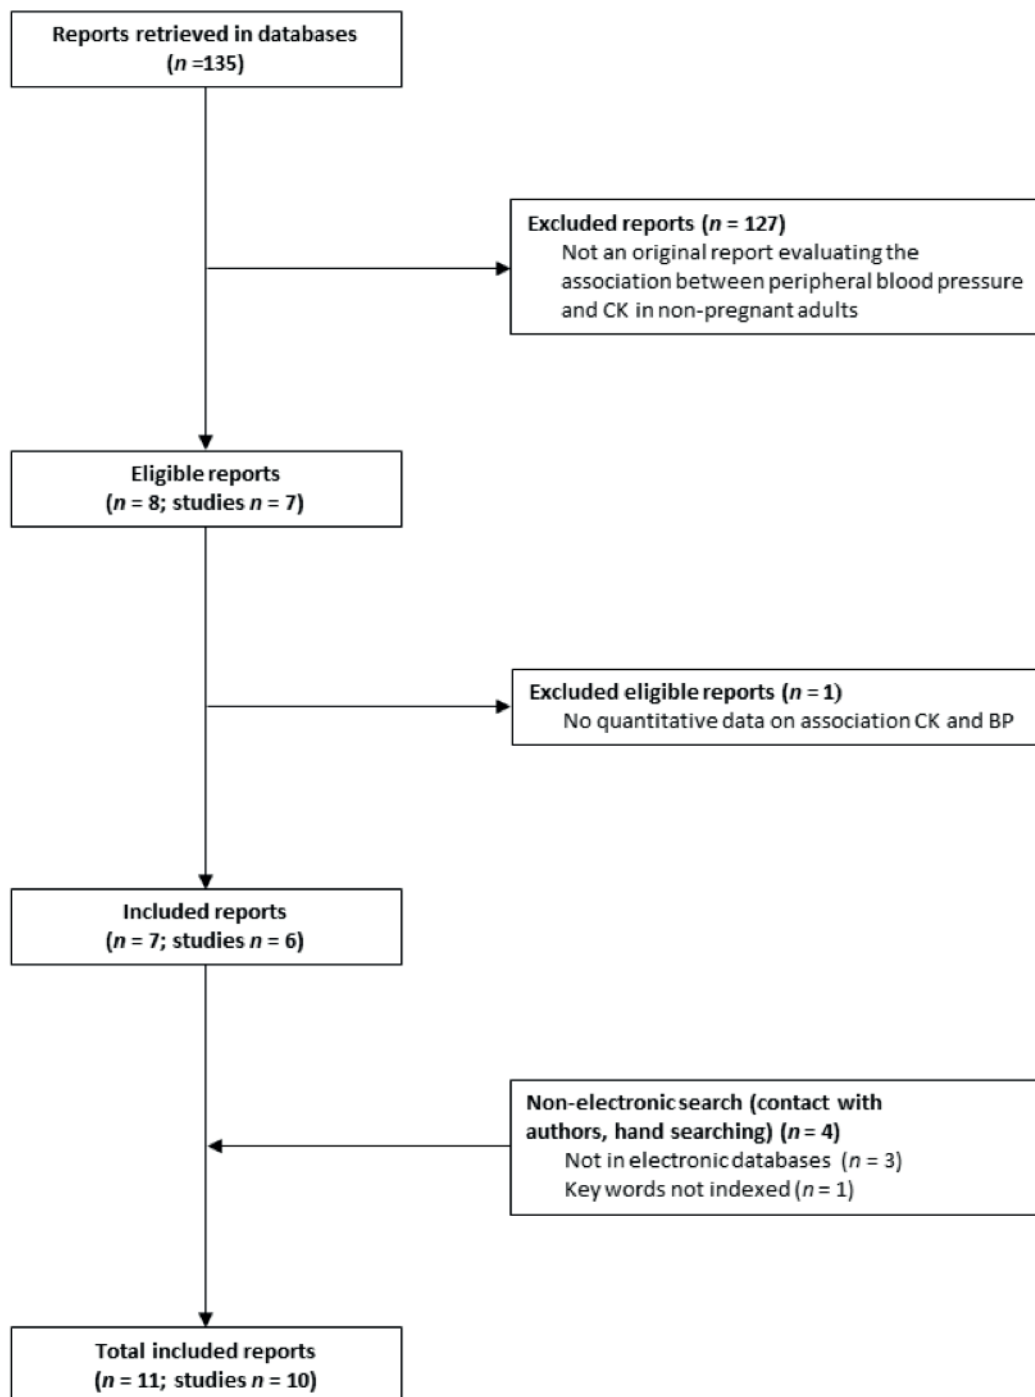 Reports retrieved in databases
(n =135)
Excluded reports (n = 127)
Not an original report evaluating the
association between peripheral blood pressure
and CK in non-pregnant adults
Eligible reports
(n = 8; studies n = 7)
Excluded eligible reports (n = 1)
No quantitative data on association CK and BP
Included reports
(n = 7; studies n = 6)
Non-electronic search (contact with
authors, hand searching) (n = 4)
Not in electronic databases (n = 3)
Key words not indexed (n = 1)
Total included reports
(n = 11; studies n = 10)